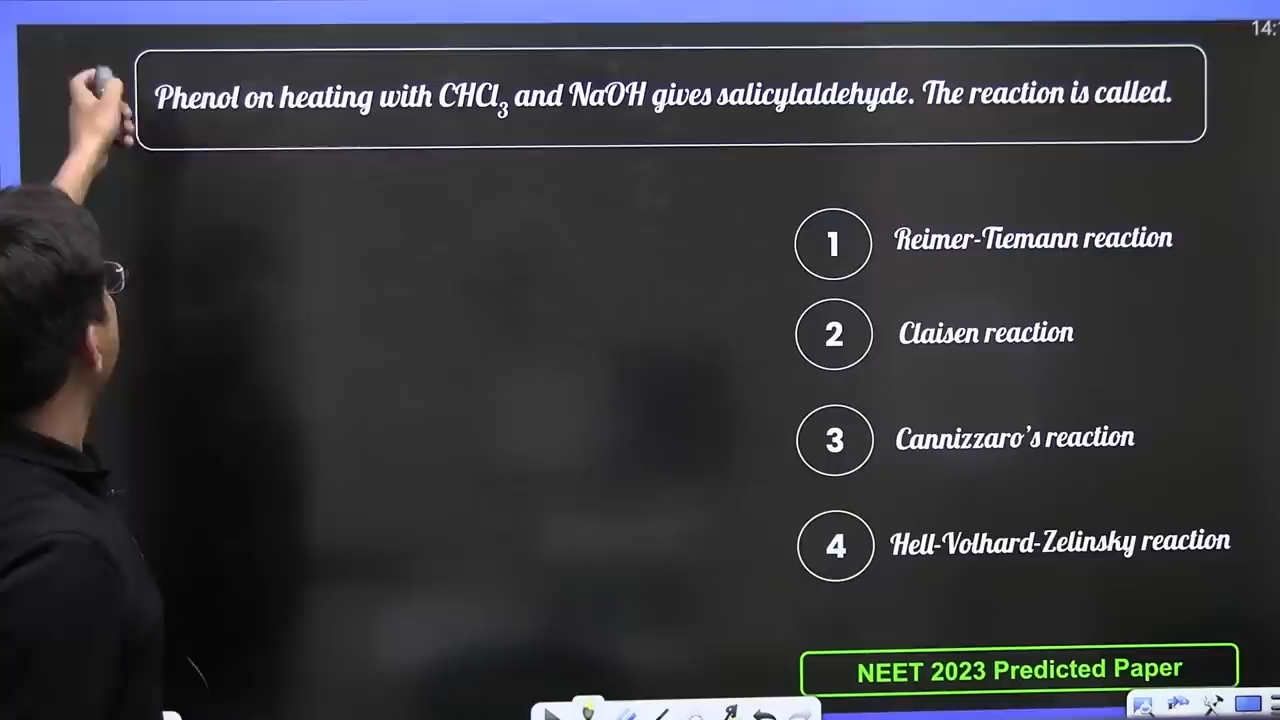 14:
Phenol on heating with CHCl₃ and NaOH gives salicylaldehyde. The reaction is called.
1 Reimer-Tiemann reaction
2 Claisen reaction
3 Cannizzaro's reaction
4 Hell-Volhard-Zelinsky reaction
NEET 2023 Predicted Paper